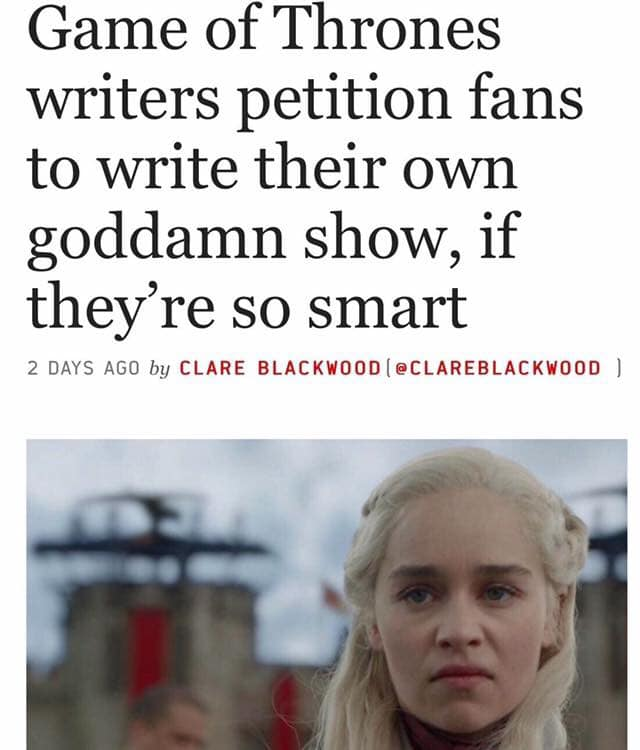 Game of Thrones
writers petition fans
to write their own
goddamn show, if
they’re so smart
2 DAYS AGO by CLARE BLACKWOOD [@CLAREBLACKWOOD ]